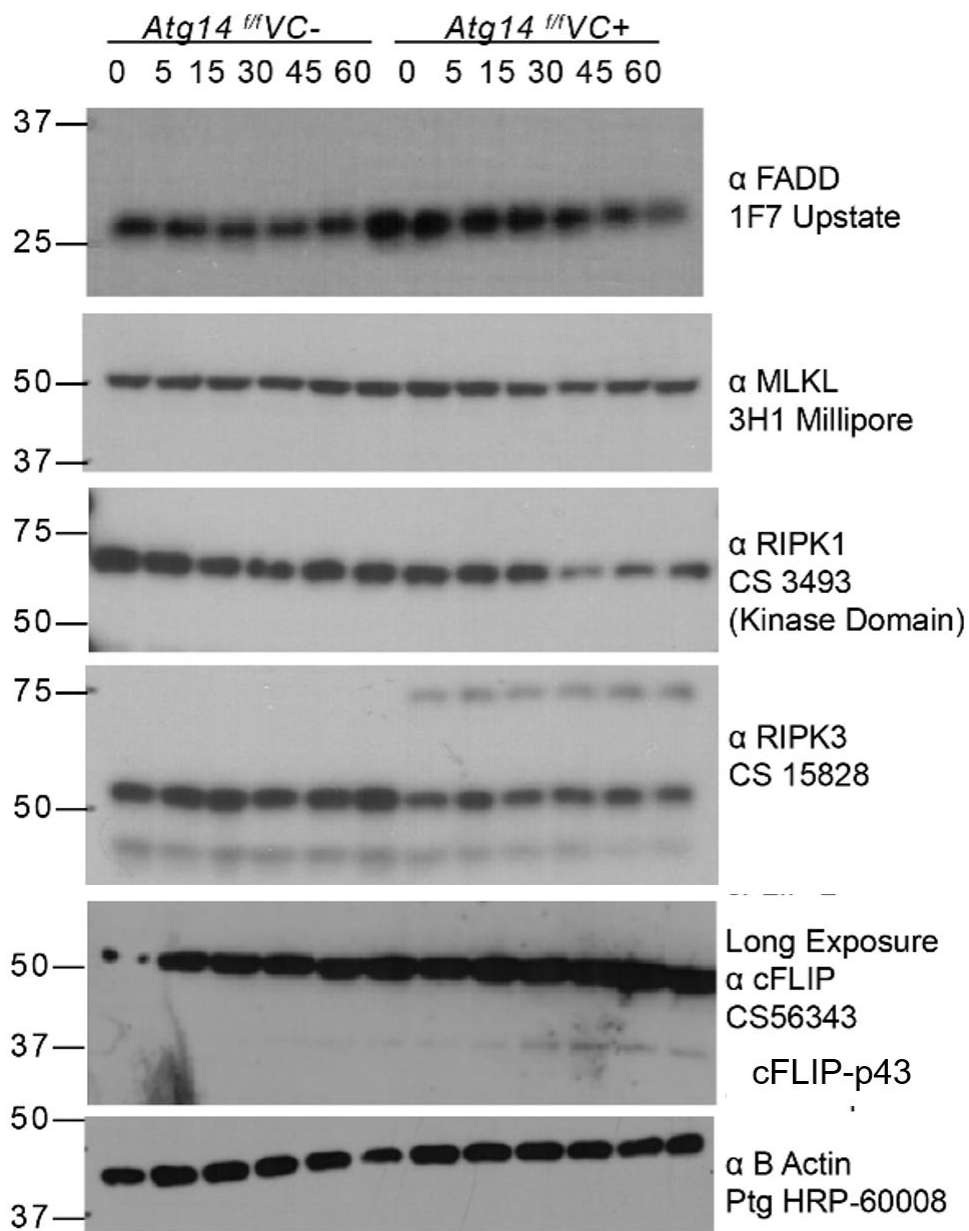 Atg14 f/fVC- Atg14 f/fVC+
0 5 15 30 45 60 0 5 15 30 45 60
37
25
α FADD
1F7 Upstate
50
37
α MLKL
3H1 Millipore
75
50
α RIPK1
CS 3493
(Kinase Domain)
75
50
α RIPK3
CS 15828
50
37
Long Exposure
α cFLIP
CS56343
cFLIP-p43
50
37
α B Actin
Ptg HRP-60008